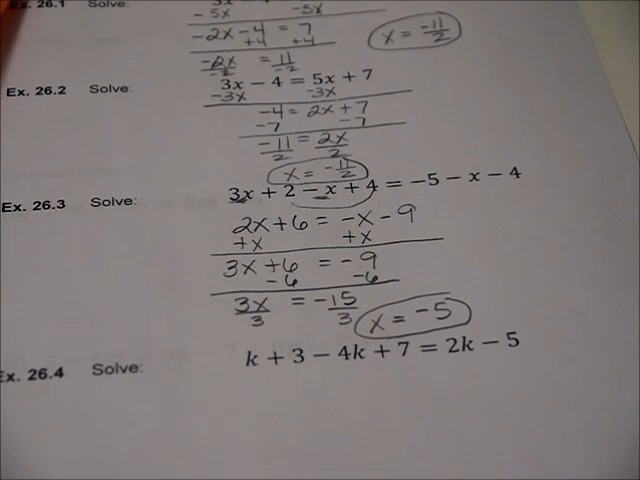 Ex. 26.1 Solve:
-5x -5x
-2x - 4 = 7
+4 +4
-2x = 11
-2 -2
x = -11/2
Ex. 26.2 Solve: 3x − 4 = 5x + 7
-3x -3x
-4 = 2x + 7
-7 -7
-11 = 2x
2 2
x = -11/2
Ex. 26.3 Solve: 3x + 2 − x + 4 = −5 − x − 4
2x + 6 = -x - 9
+x +x
3x + 6 = -9
-6 -6
3x = -15
3 3
x = -5
Ex. 26.4 Solve: k + 3 − 4k + 7 = 2k − 5